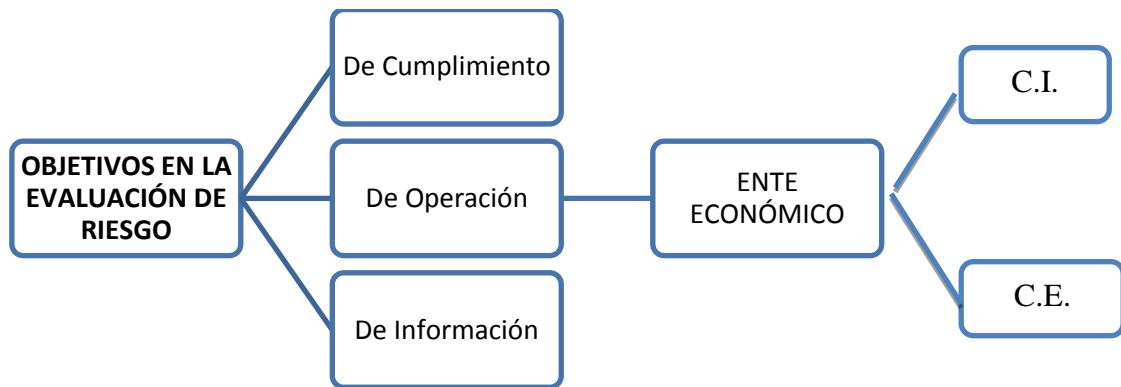 OBJETIVOS EN LA
EVALUACIÓN DE
RIESGO
De Cumplimiento
De Operación
De Información
ENTE
ECONÓMICO
C.I.
C.E.